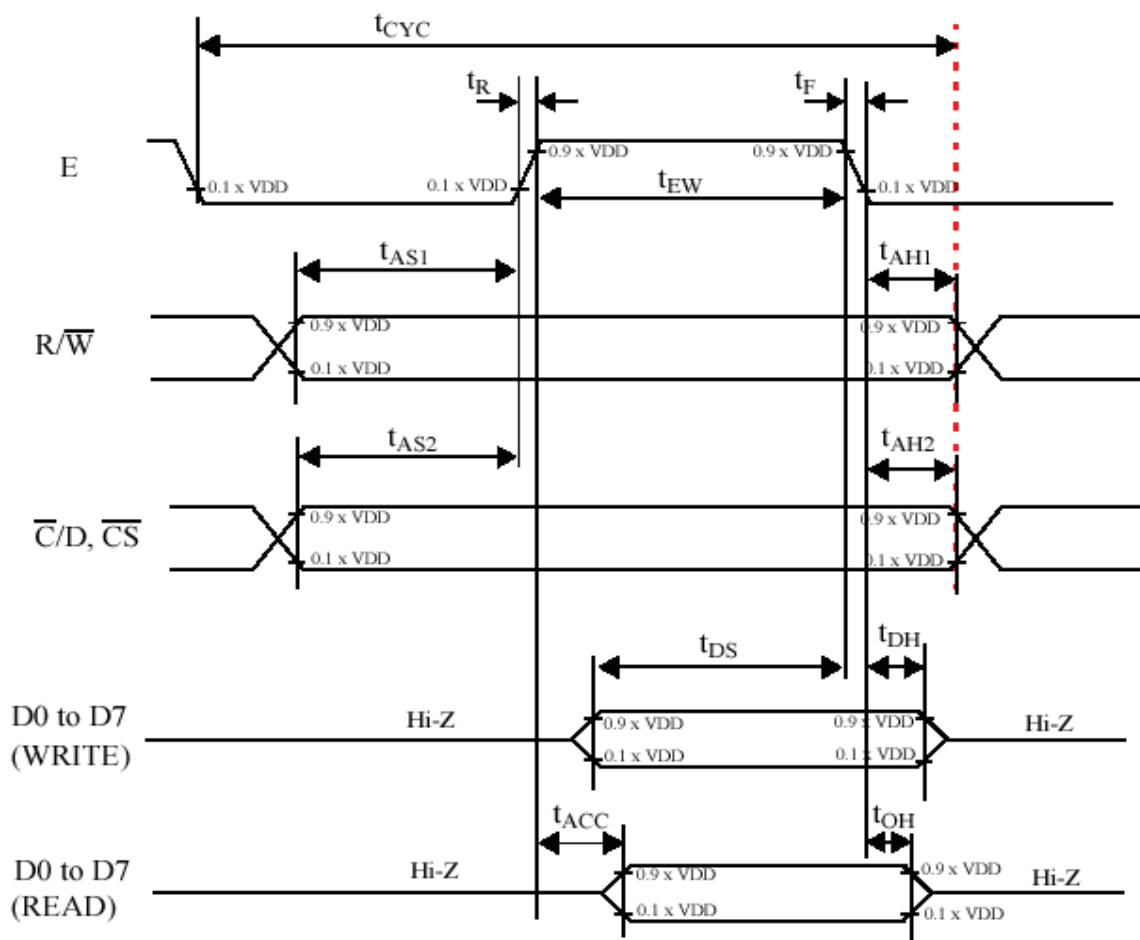 tCYC
tR tF
E 0.1 x VDD 0.1 x VDD 0.9 x VDD 0.9 x VDD 0.1 x VDD
tEW
tAS1 tAH1
R/W̅ 0.9 x VDD 0.9 x VDD
0.1 x VDD 0.1 x VDD
tAS2 tAH2
C̅/D, C̅S̅ 0.9 x VDD 0.9 x VDD
0.1 x VDD 0.1 x VDD
tDS tDH
D0 to D7 Hi-Z 0.9 x VDD 0.9 x VDD Hi-Z
(WRITE) 0.1 x VDD 0.1 x VDD
tACC tOH
D0 to D7 Hi-Z 0.9 x VDD 0.9 x VDD Hi-Z
(READ) 0.1 x VDD 0.1 x VDD